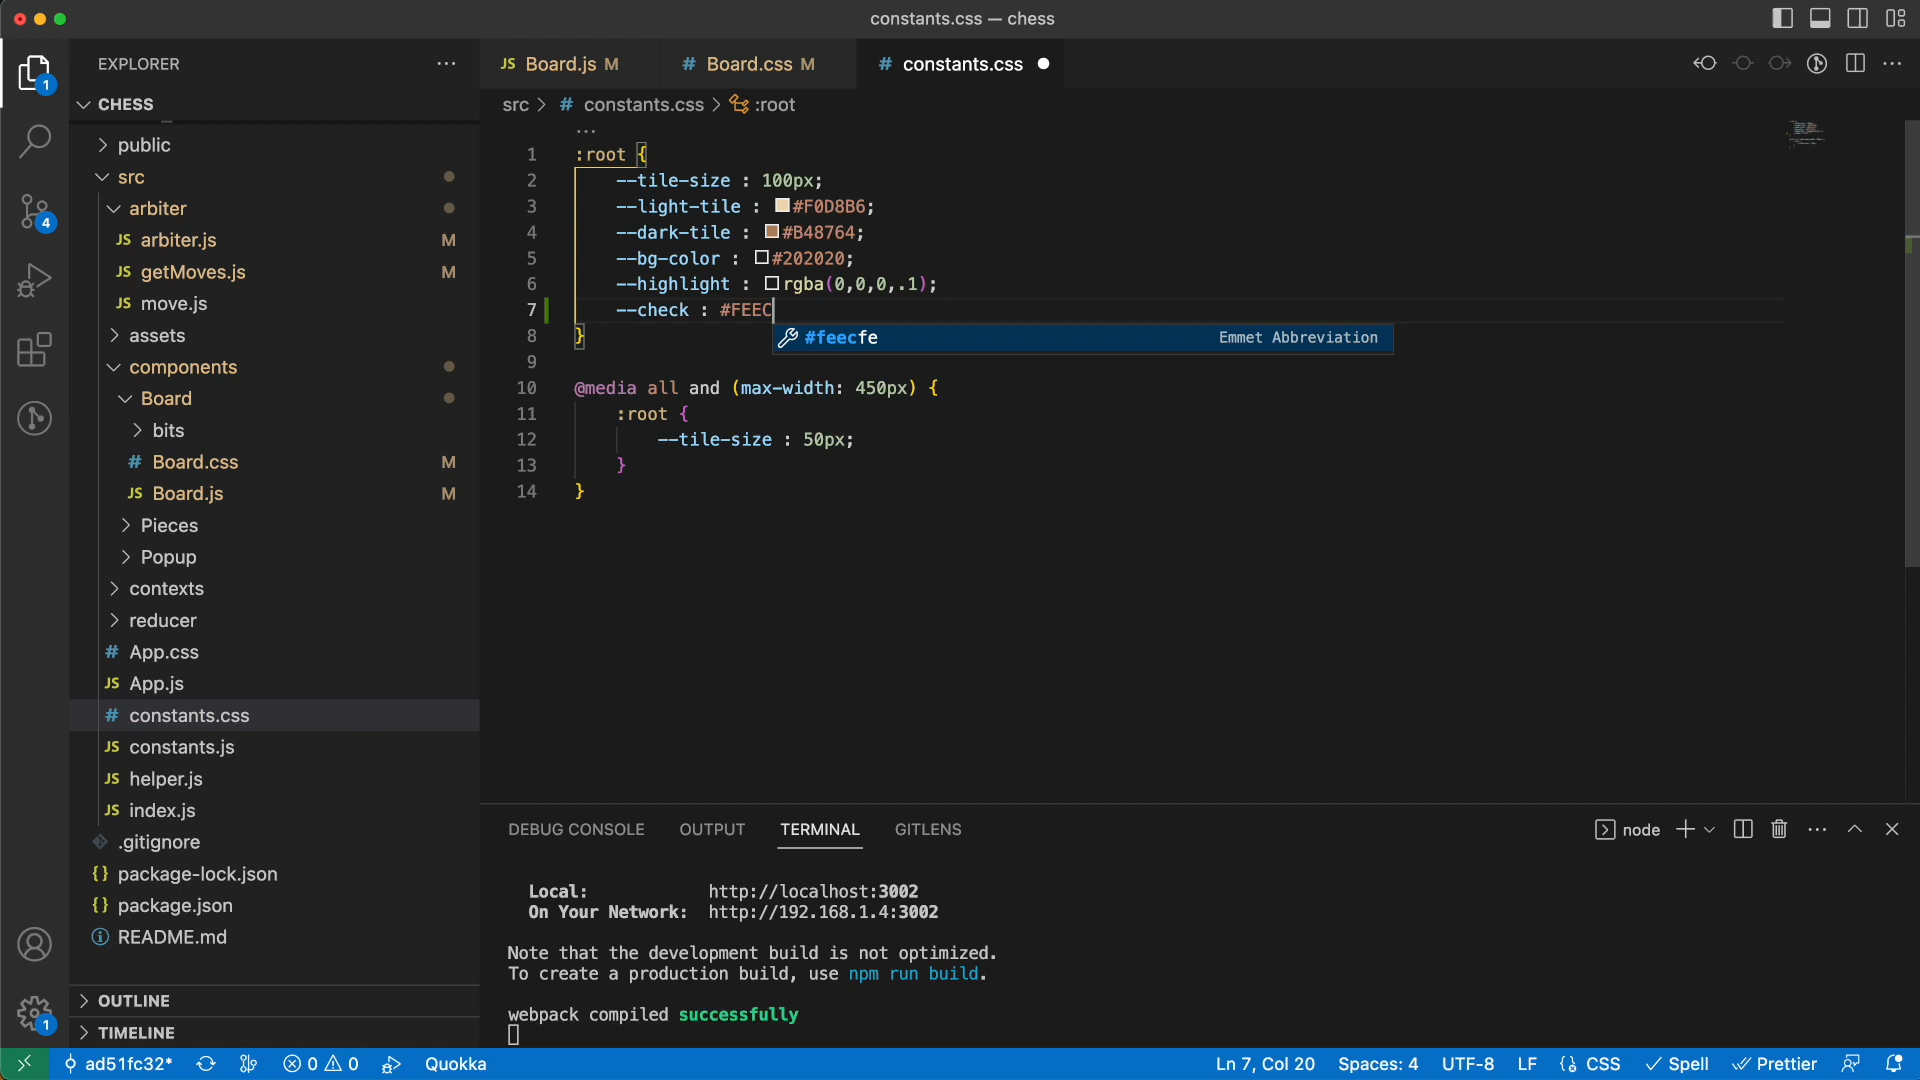 constants.css — chess
EXPLORER
JS Board.js M
# Board.css M
# constants.css
CHESS
src > # constants.css > :root
public
src
arbiter
JS arbiter.js M
JS getMoves.js M
JS move.js
assets
components
Board
bits
# Board.css M
JS Board.js M
Pieces
Popup
contexts
reducer
# App.css
JS App.js
# constants.css
JS constants.js
JS helper.js
JS index.js
.gitignore
{} package-lock.json
{} package.json
README.md
OUTLINE
TIMELINE
1
4
1
1 :root {
2 --tile-size : 100px;
3 --light-tile : #F0D8B6;
4 --dark-tile : #B48764;
5 --bg-color : #202020;
6 --highlight : rgba(0,0,0,.1);
7 --check : #FEEC
8 }
#feecfe Emmet Abbreviation
9
10 @media all and (max-width: 450px) {
11 :root {
12 --tile-size : 50px;
13 }
14 }
DEBUG CONSOLE OUTPUT TERMINAL GITLENS
node
Local: http://localhost:3002
On Your Network: http://192.168.1.4:3002
Note that the development build is not optimized.
To create a production build, use npm run build.
webpack compiled successfully
ad51fc32* 0 0 Quokka
Ln 7, Col 20 Spaces: 4 UTF-8 LF {} CSS Spell Prettier